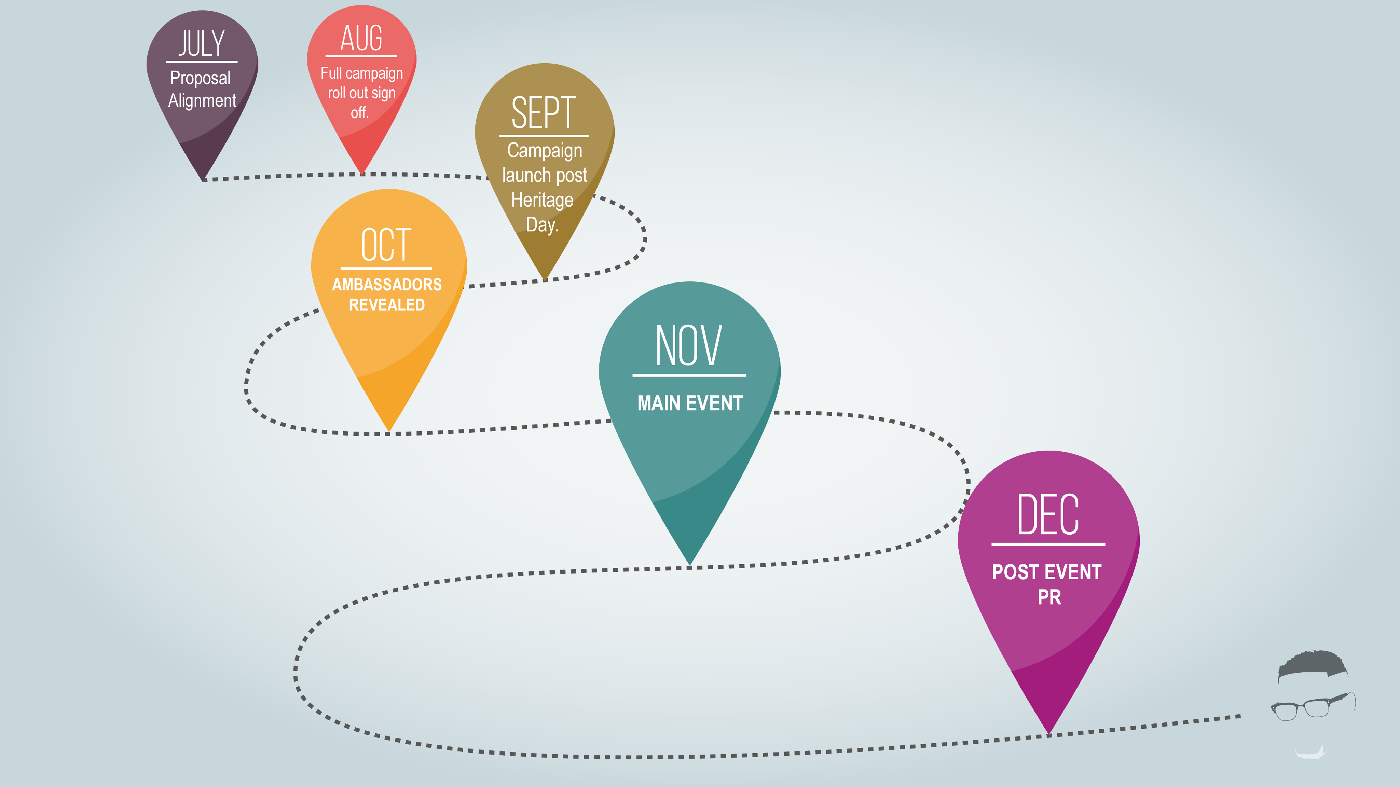 JULY
Proposal
Alignment
AUG
Full campaign
roll out sign
off.
SEPT
Campaign
launch post
Heritage
Day.
OCT
AMBASSADORS
REVEALED
NOV
MAIN EVENT
DEC
POST EVENT
PR